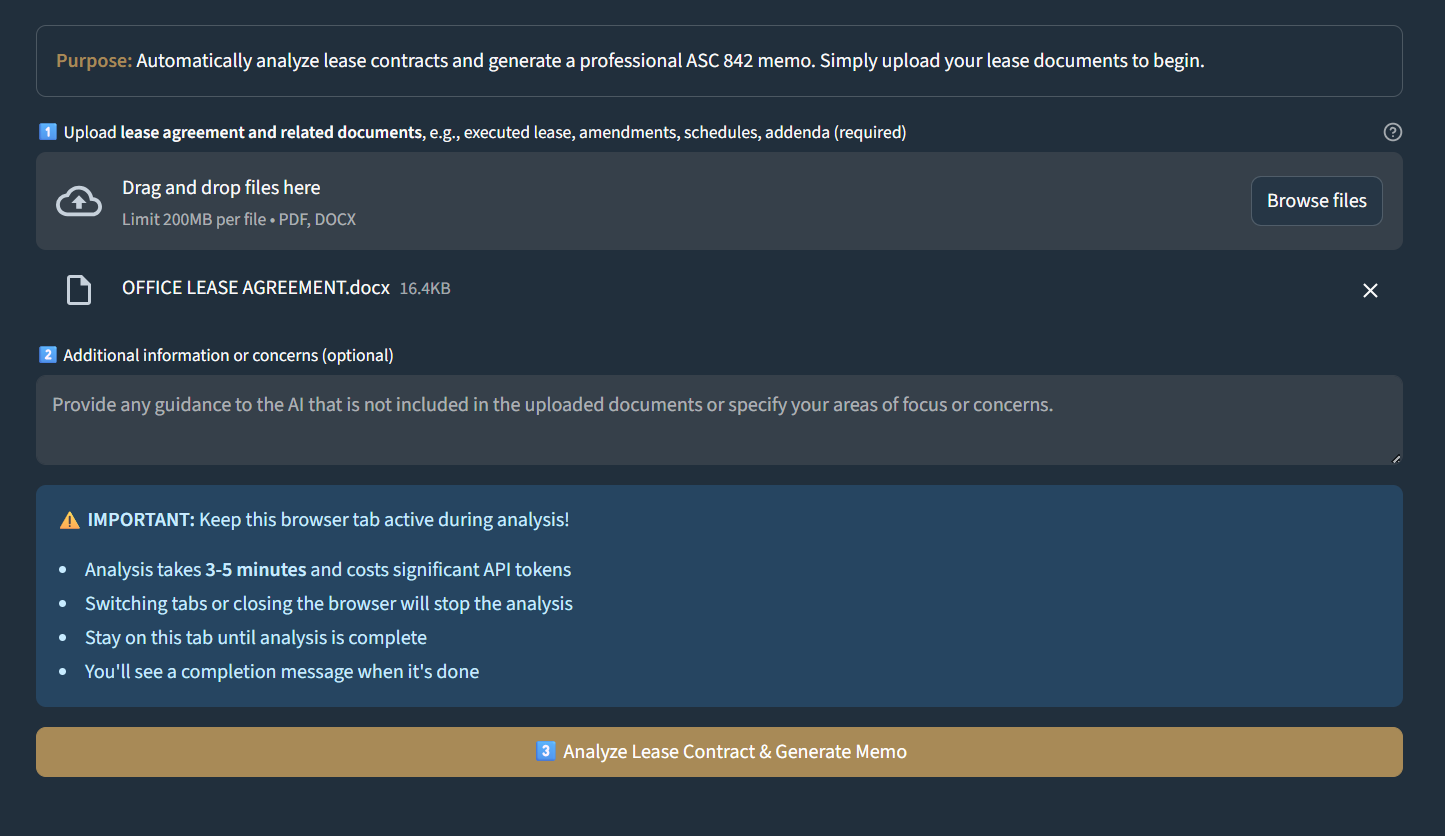 Purpose: Automatically analyze lease contracts and generate a professional ASC 842 memo. Simply upload your lease documents to begin.
1 Upload lease agreement and related documents, e.g., executed lease, amendments, schedules, addenda (required)
Drag and drop files here
Limit 200MB per file • PDF, DOCX
Browse files
OFFICE LEASE AGREEMENT.docx 16.4KB
2 Additional information or concerns (optional)
Provide any guidance to the AI that is not included in the uploaded documents or specify your areas of focus or concerns.
⚠️ IMPORTANT: Keep this browser tab active during analysis!
• Analysis takes 3-5 minutes and costs significant API tokens
• Switching tabs or closing the browser will stop the analysis
• Stay on this tab until analysis is complete
• You'll see a completion message when it's done
3 Analyze Lease Contract & Generate Memo